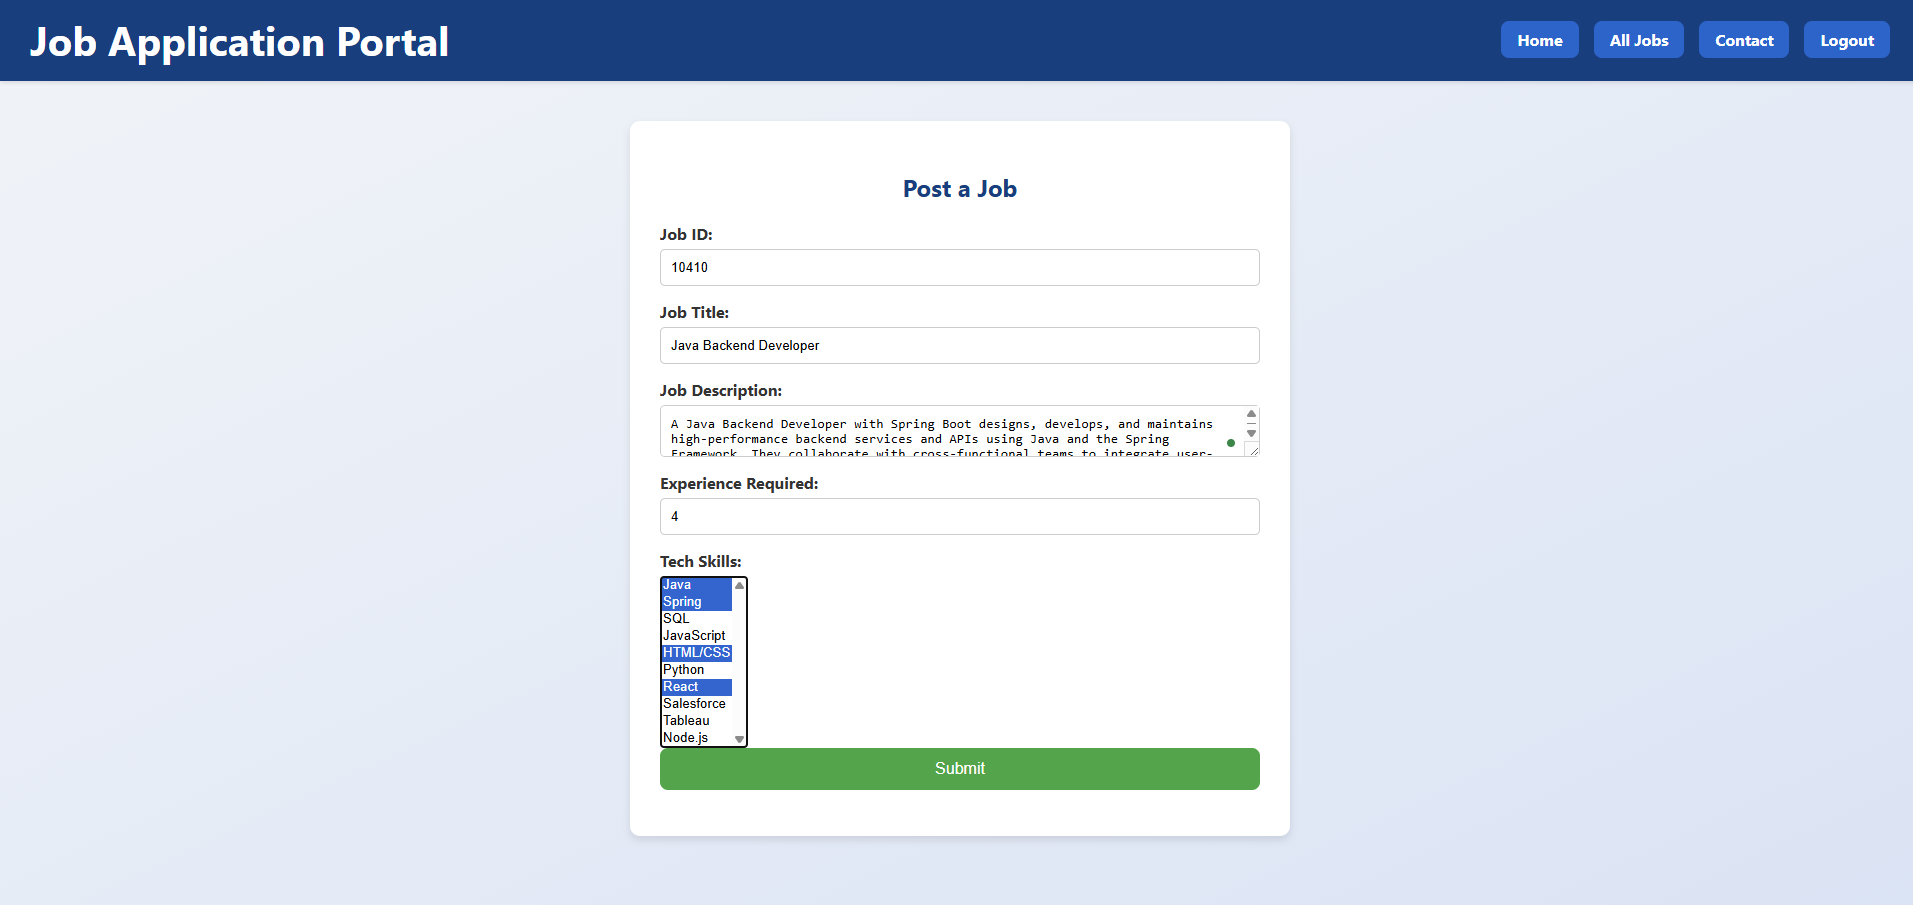 Job Application Portal
Home
All Jobs
Contact
Logout
Post a Job
Job ID:
10410
Job Title:
Java Backend Developer
Job Description:
A Java Backend Developer with Spring Boot designs, develops, and maintains
high-performance backend services and APIs using Java and the Spring
Framework. They collaborate with cross-functional teams to integrate user-
Experience Required:
4
Tech Skills:
Java
Spring
SQL
JavaScript
HTML/CSS
Python
React
Salesforce
Tableau
Node.js
Submit